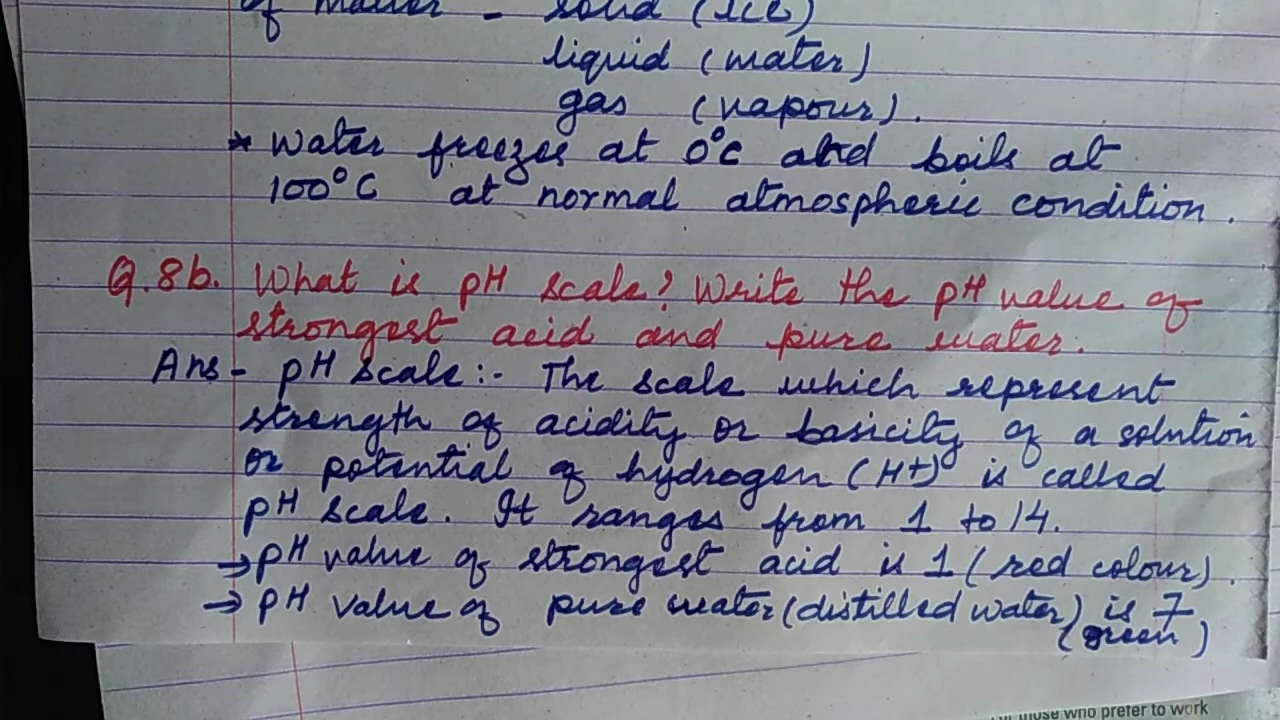 of matter - solid (Ice)
liquid (water)
gas (vapour).
* Water freezes at 0°C and boils at
100°C at normal atmospheric condition.
Q.8b. What is pH scale? Write the pH value of
strongest acid and pure water.
Ans - pH scale:- The scale which represent
strength of acidity or basicity of a solution
or potential of hydrogen (H+) is called
pH scale. It ranges from 1 to 14.
→ pH value of strongest acid is 1 (red colour).
→ pH value of pure water (distilled water) is 7
(green)
those who prefer to work